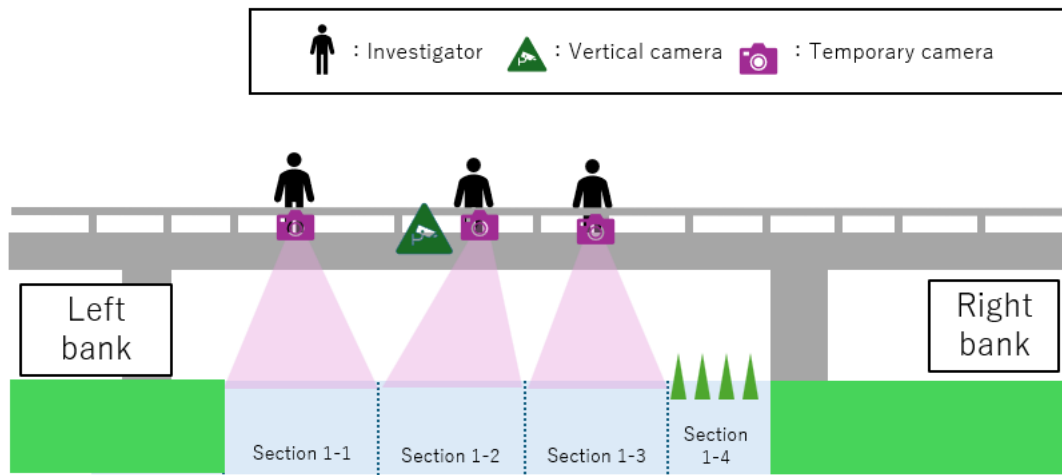 ：Investigator ：Vertical camera ：Temporary camera
Left
bank
Right
bank
Section 1-1 Section 1-2 Section 1-3 Section
1-4